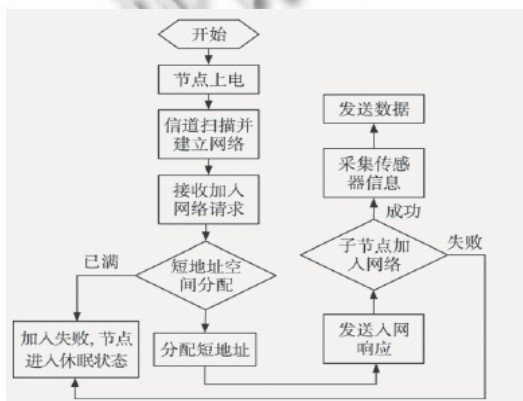 开始
节点上电
信道扫描并
建立网络
接收加入
网络请求
短地址空
间分配
已满
加入失败,节点
进入休眠状态
分配短地址
发送入网
响应
子节点加
入网络
失败
成功
采集传感
器信息
发送数据